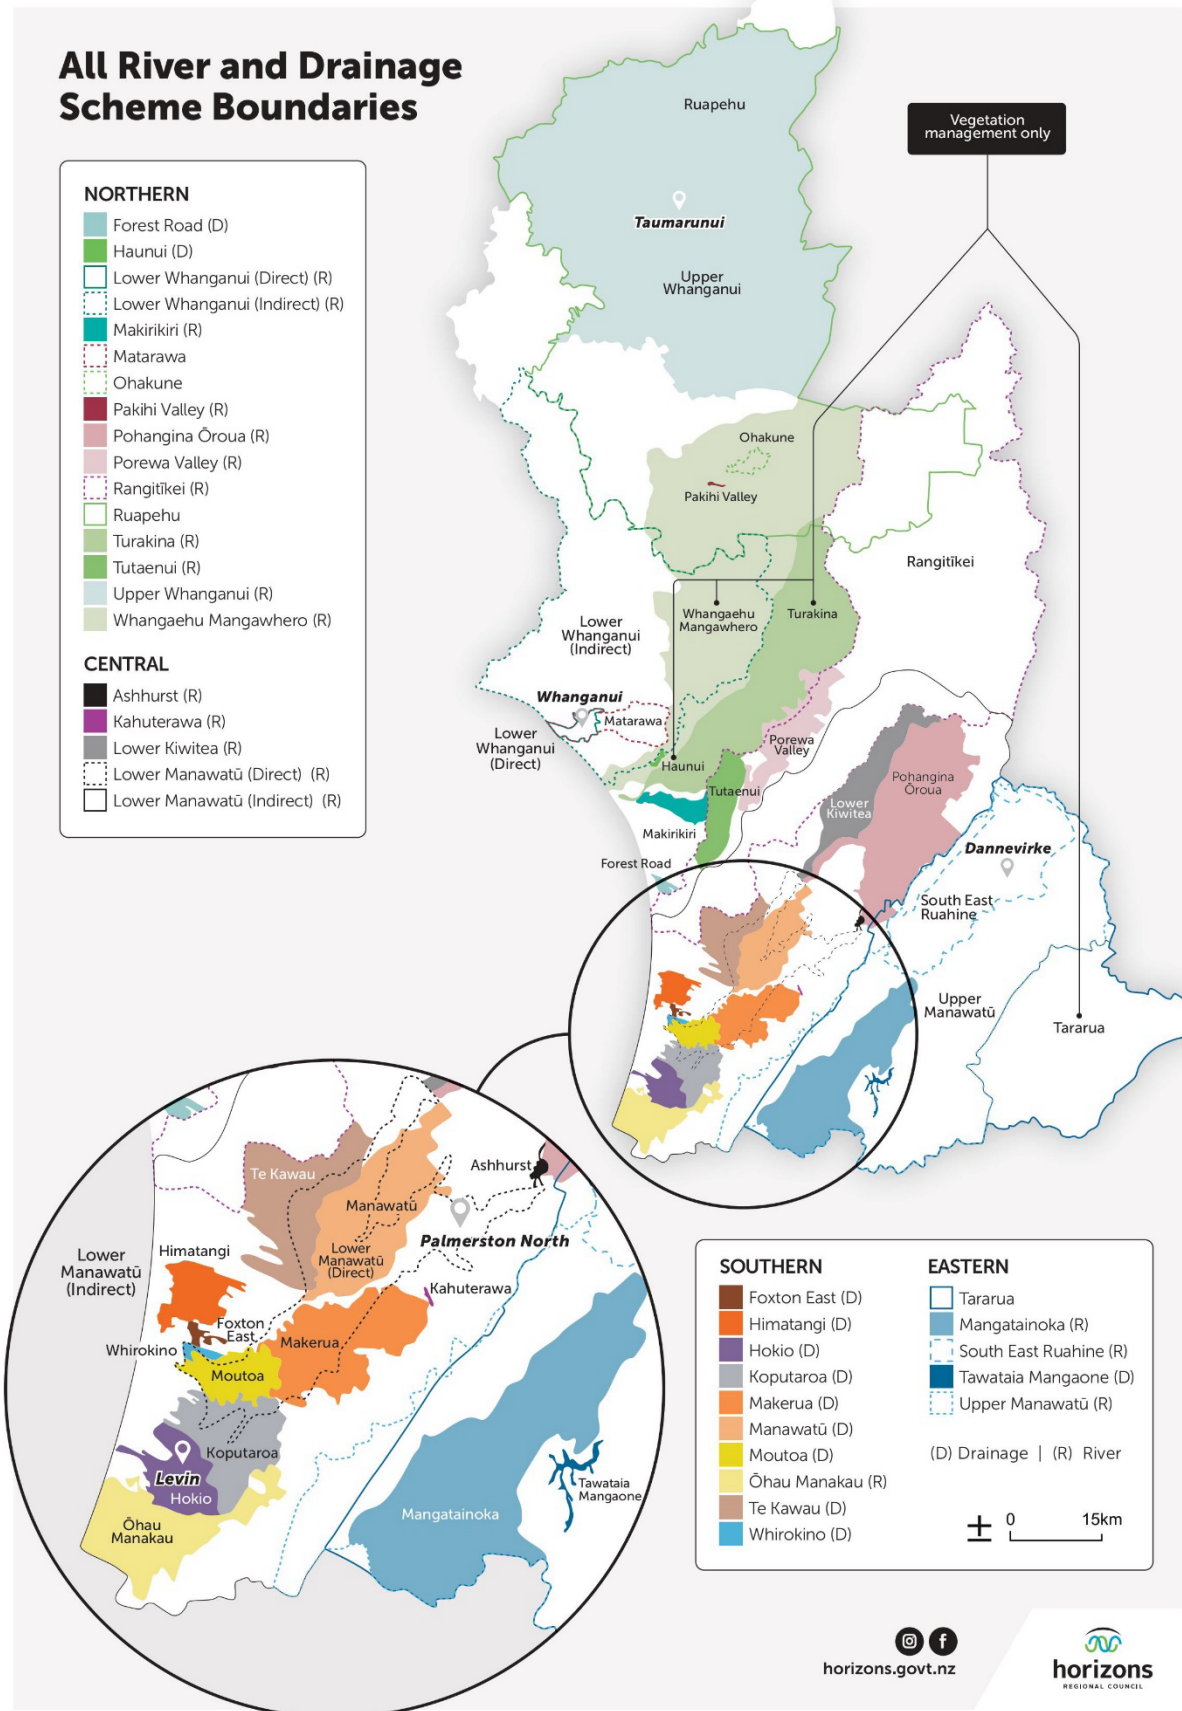 All River and Drainage
Scheme Boundaries
NORTHERN
Forest Road (D)
Haunui (D)
Lower Whanganui (Direct) (R)
Lower Whanganui (Indirect) (R)
Makirikiri (R)
Matarawa
Ohakune
Pakihi Valley (R)
Pohangina Ōroua (R)
Porewa Valley (R)
Rangitīkei (R)
Ruapehu
Turakina (R)
Tutaenui (R)
Upper Whanganui (R)
Whangaehu Mangawhero (R)
CENTRAL
Ashhurst (R)
Kahuterawa (R)
Lower Kiwitea (R)
Lower Manawatū (Direct) (R)
Lower Manawatū (Indirect) (R)
Vegetation
management only
Ruapehu
Taumarunui
Upper
Whanganui
Ohakune
Pakihi Valley
Rangitīkei
Whangaehu
Mangawhero
Turakina
Lower
Whanganui
(Indirect)
Whanganui
Matarawa
Lower
Whanganui
(Direct)
Porewa
Valley
Haunui
Tutaenui
Pohangina
Ōroua
Lower
Kiwitea
Makirikiri
Forest Road
Dannevirke
South East
Ruahine
Upper
Manawatū
Tararua
Te Kawau
Ashhurst
Manawatū
Palmerston North
Lower
Manawatū
(Direct)
Lower
Manawatū
(Indirect)
Himatangi
Kahuterawa
Foxton
East
Whirokino
Makerua
Moutoa
Koputaroa
Levin
Hokio
Tawataia
Mangaone
Mangatainoka
Ōhau
Manakau
SOUTHERN
Foxton East (D)
Himatangi (D)
Hokio (D)
Koputaroa (D)
Makerua (D)
Manawatū (D)
Moutoa (D)
Ōhau Manakau (R)
Te Kawau (D)
Whirokino (D)
EASTERN
Tararua
Mangatainoka (R)
South East Ruahine (R)
Tawataia Mangaone (D)
Upper Manawatū (R)
(D) Drainage | (R) River
± 0 15km
horizons.govt.nz
horizons
REGIONAL COUNCIL